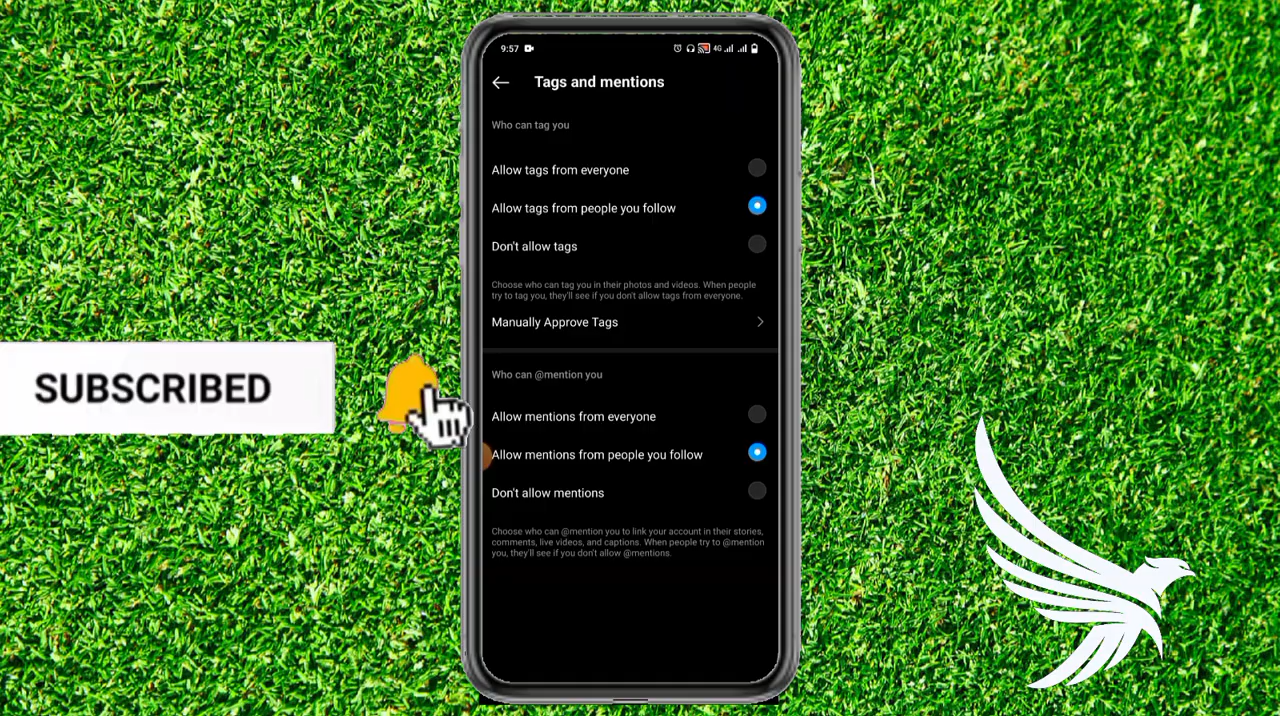 9:57
4G
Tags and mentions
Who can tag you
Allow tags from everyone
Allow tags from people you follow
Don't allow tags
Choose who can tag you in their photos and videos. When people
try to tag you, they'll see if you don't allow tags from everyone.
Manually Approve Tags
SUBSCRIBED
Who can @mention you
Allow mentions from everyone
Allow mentions from people you follow
Don't allow mentions
Choose who can @mention you to link your account in their stories,
comments, live videos, and captions. When people try to @mention
you, they'll see if you don't allow @mentions.